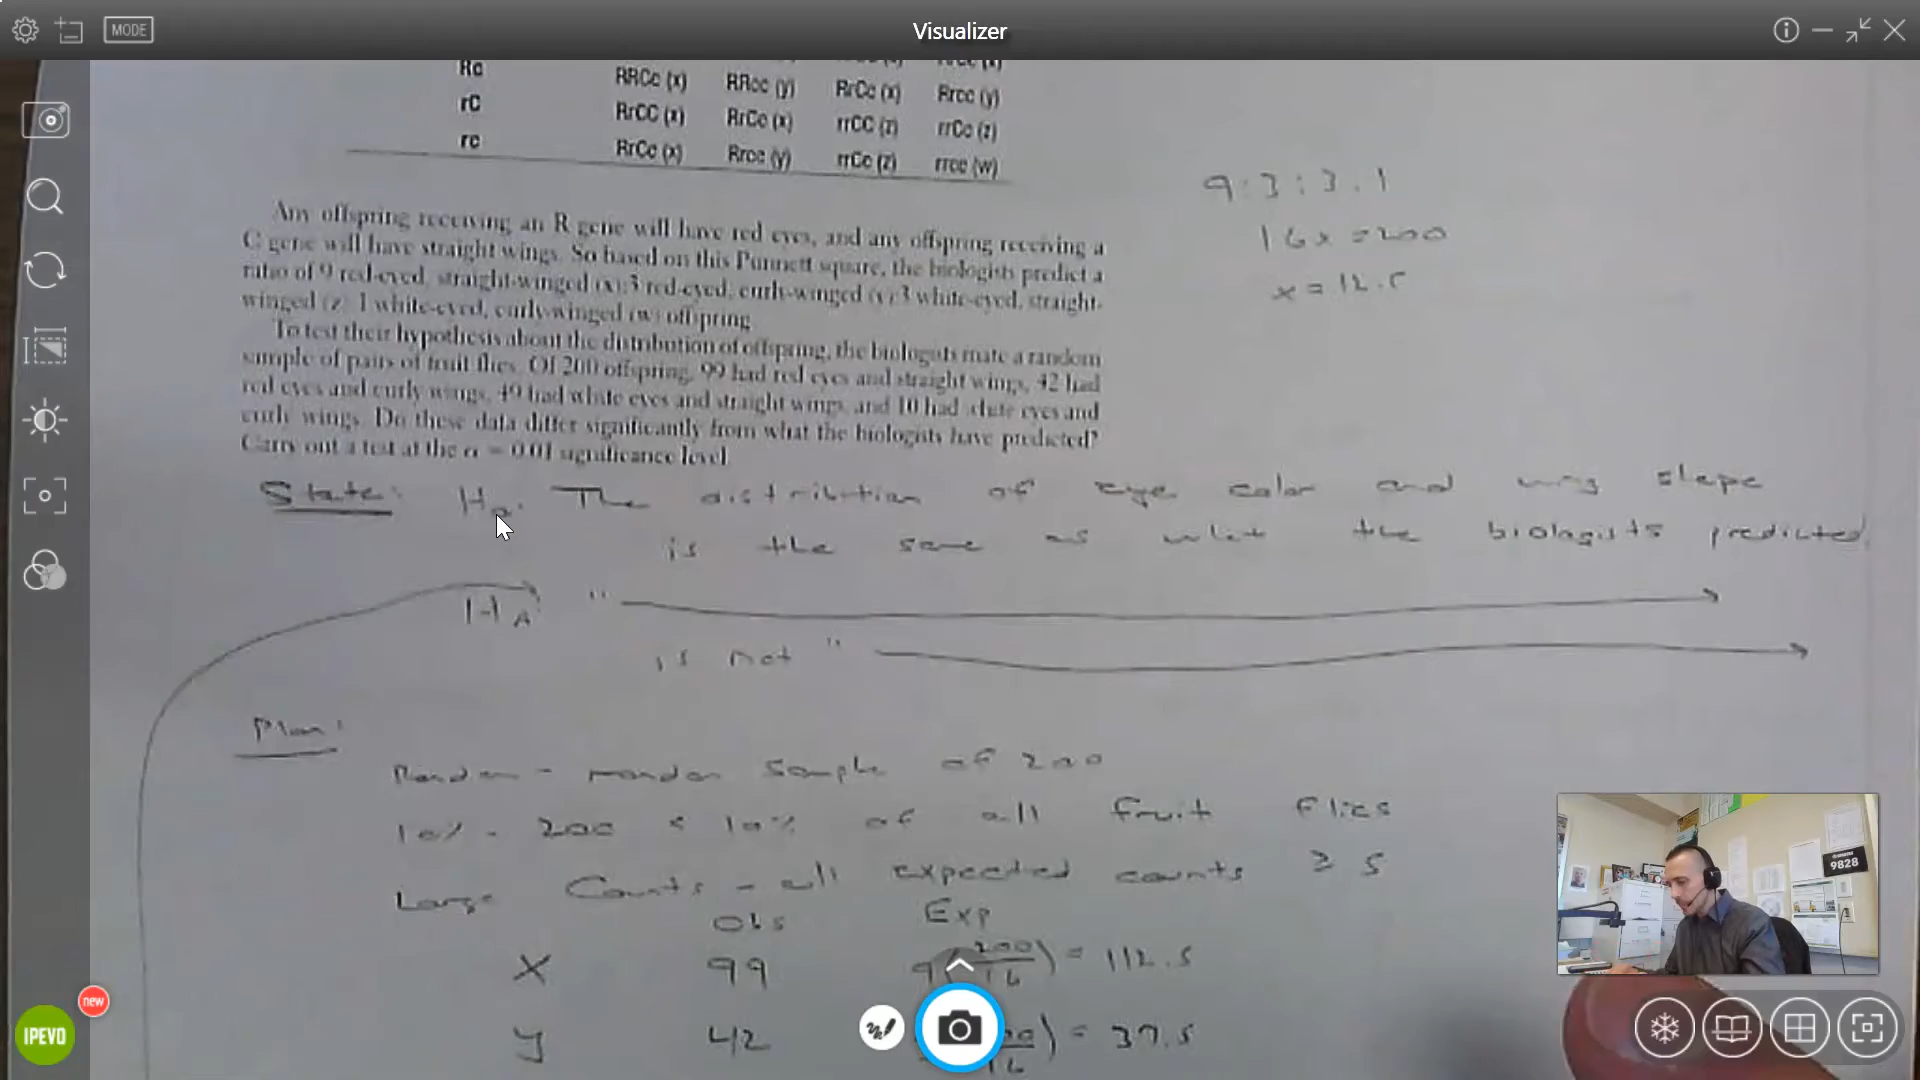 MODE
Visualizer
Rc RRCc (x) RRcc (y) RrCc (x) Rrcc (y)
rC RrCC (x) RrCc (x) rrCC (z) rrCc (z)
rc RrCc (x) Rrcc (y) rrCc (z) rrcc (w)
9:3:3.1
16x = 200
x = 12.5
Any offspring receiving an R gene will have red eyes, and any offspring receiving a
C gene will have straight wings. So based on this Punnett square, the biologists predict a
ratio of 9 red-eyed, straight-winged (x):3 red-eyed, curly-winged (y):3 white-eyed, straight-
winged (z):1 white-eyed, curly-winged (w) offspring.
To test their hypothesis about the distribution of offspring, the biologists mate a random
sample of pairs of fruit flies. Of 200 offspring, 99 had red eyes and straight wings, 42 had
red eyes and curly wings, 49 had white eyes and straight wings, and 10 had white eyes and
curly wings. Do these data differ significantly from what the biologists have predicted?
Carry out a test at the α = 0.01 significance level.
State: Ho. The distribution of eye color and wing shape
is the same as what the biologists predicted.
HA "
is not "
Plan:
Random - random sample of 200
10% - 200 < 10% of all fruit flies
Large Counts - all expected counts ≥ 5
Obs Exp
X 99 9(200/16) = 112.5
y 42 = 37.5
9828
new
IPEVO